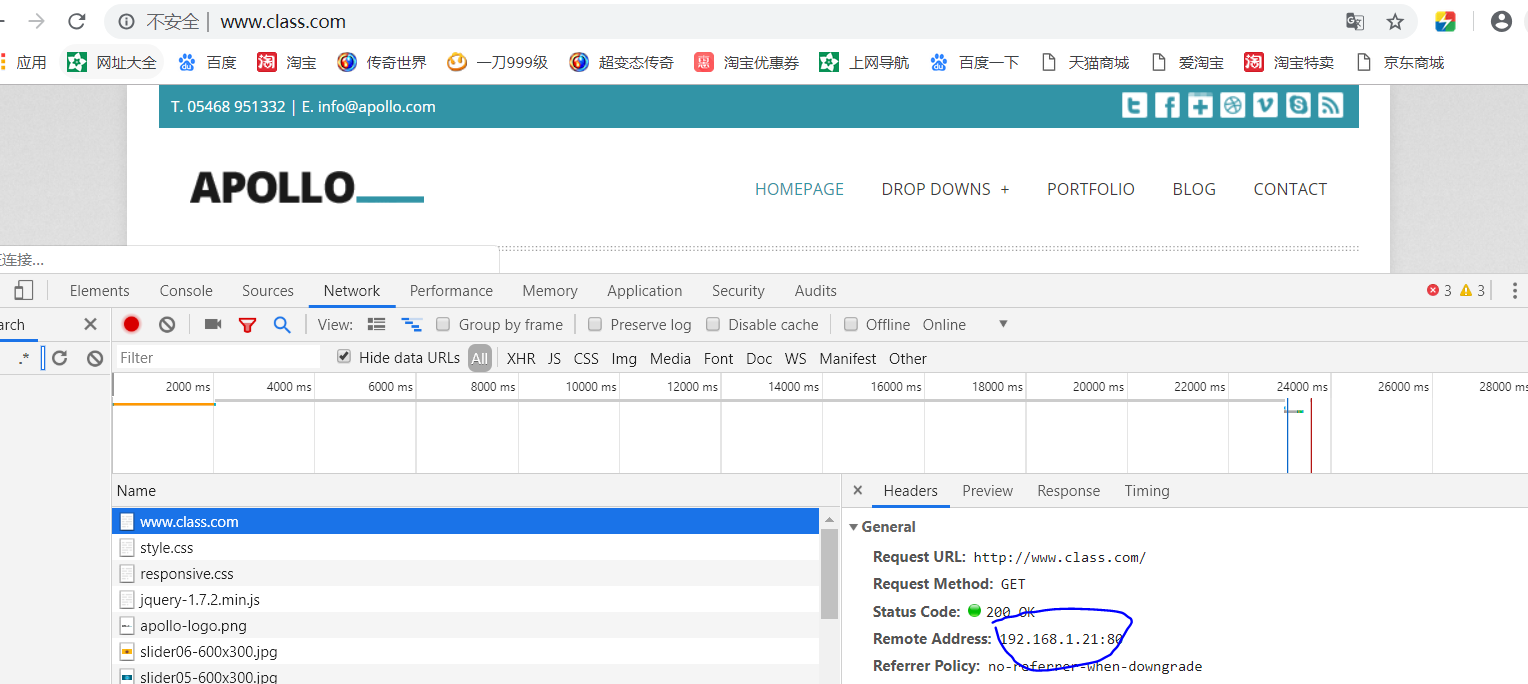 不安全 | www.class.com
应用 网址大全 百度 淘宝 传奇世界 一刀999级 超变态传奇 淘宝优惠券 上网导航 百度一下 天猫商城 爱淘宝 淘宝特卖 京东商城
T. 05468 951332 | E. info@apollo.com
APOLLO
HOMEPAGE DROP DOWNS + PORTFOLIO BLOG CONTACT
连接...
Elements Console Sources Network Performance Memory Application Security Audits 3 3
arch View: Group by frame Preserve log Disable cache Offline Online
.* Filter Hide data URLs All XHR JS CSS Img Media Font Doc WS Manifest Other
2000 ms 4000 ms 6000 ms 8000 ms 10000 ms 12000 ms 14000 ms 16000 ms 18000 ms 20000 ms 22000 ms 24000 ms 26000 ms 28000 ms
Name
Headers Preview Response Timing
www.class.com
General
style.css
Request URL: http://www.class.com/
responsive.css
Request Method: GET
jquery-1.7.2.min.js
Status Code: 200 OK
apollo-logo.png
Remote Address: 192.168.1.21:80
slider06-600x300.jpg
Referrer Policy: no-referrer-when-downgrade
slider05-600x300.jpg